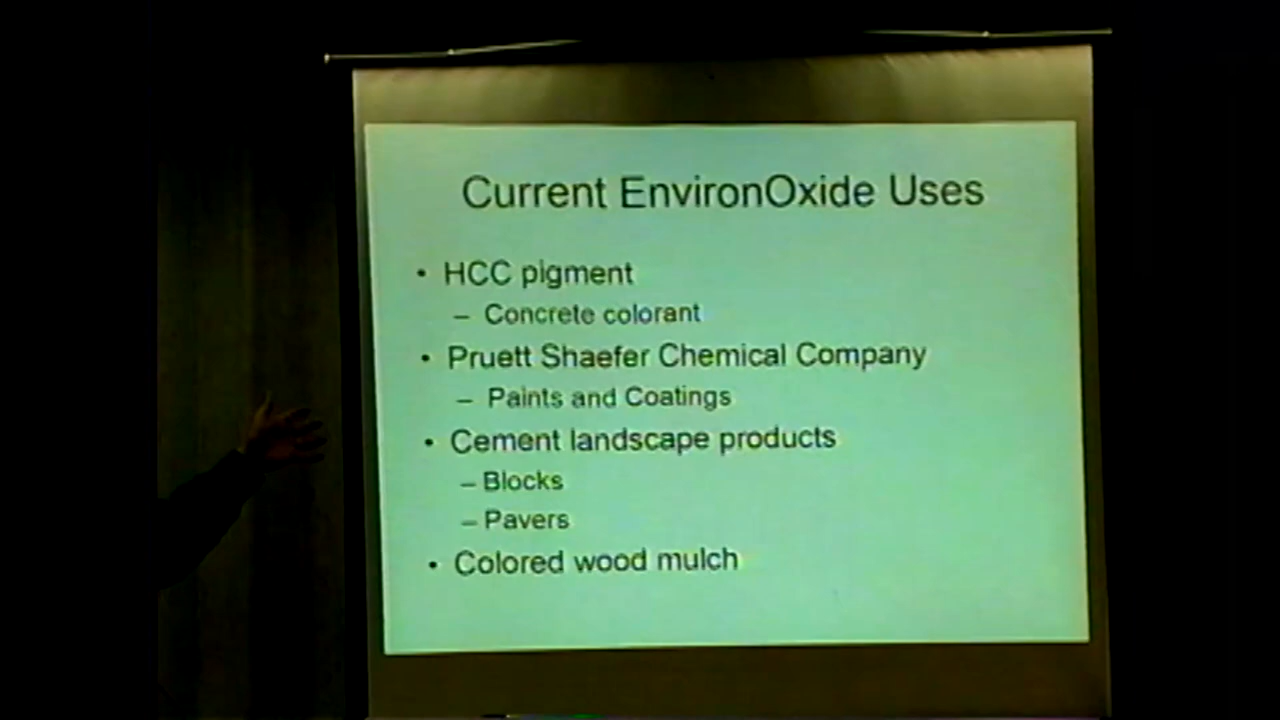 Current EnvironOxide Uses
• HCC pigment
– Concrete colorant
• Pruett Shaefer Chemical Company
– Paints and Coatings
• Cement landscape products
– Blocks
– Pavers
• Colored wood mulch